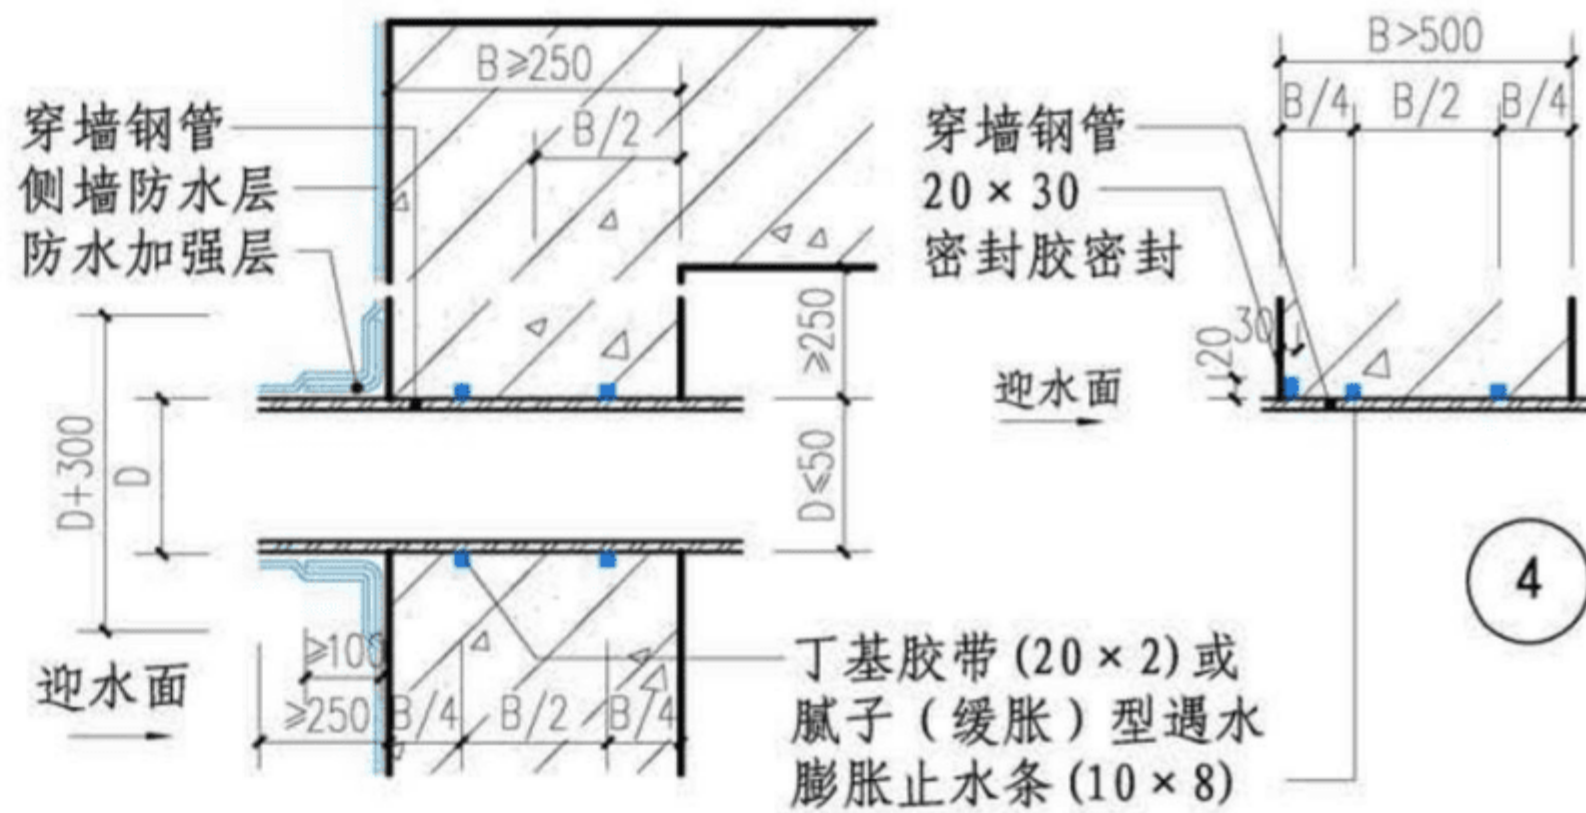 B≥250
B/2
穿墙钢管
侧墙防水层
防水加强层
D+300
D
≥250
D≤50
≥100
≥250
B/4
B/2
B/4
迎水面
丁基胶带(20×2)或
腻子（缓胀）型遇水
膨胀止水条(10×8)
B>500
B/4
B/2
B/4
穿墙钢管
20×30
密封胶密封
20
30
迎水面
4